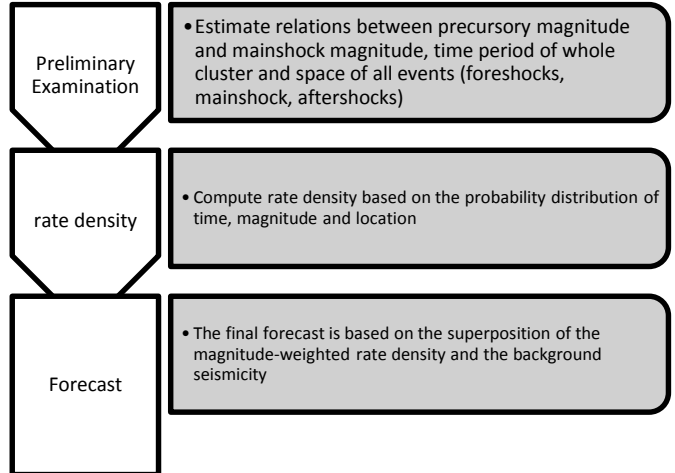 Preliminary
Examination
•Estimate relations between precursory magnitude
and mainshock magnitude, time period of whole
cluster and space of all events (foreshocks,
mainshock, aftershocks)
rate density
• Compute rate density based on the probability distribution of
time, magnitude and location
Forecast
• The final forecast is based on the superposition of the
magnitude-weighted rate density and the background
seismicity